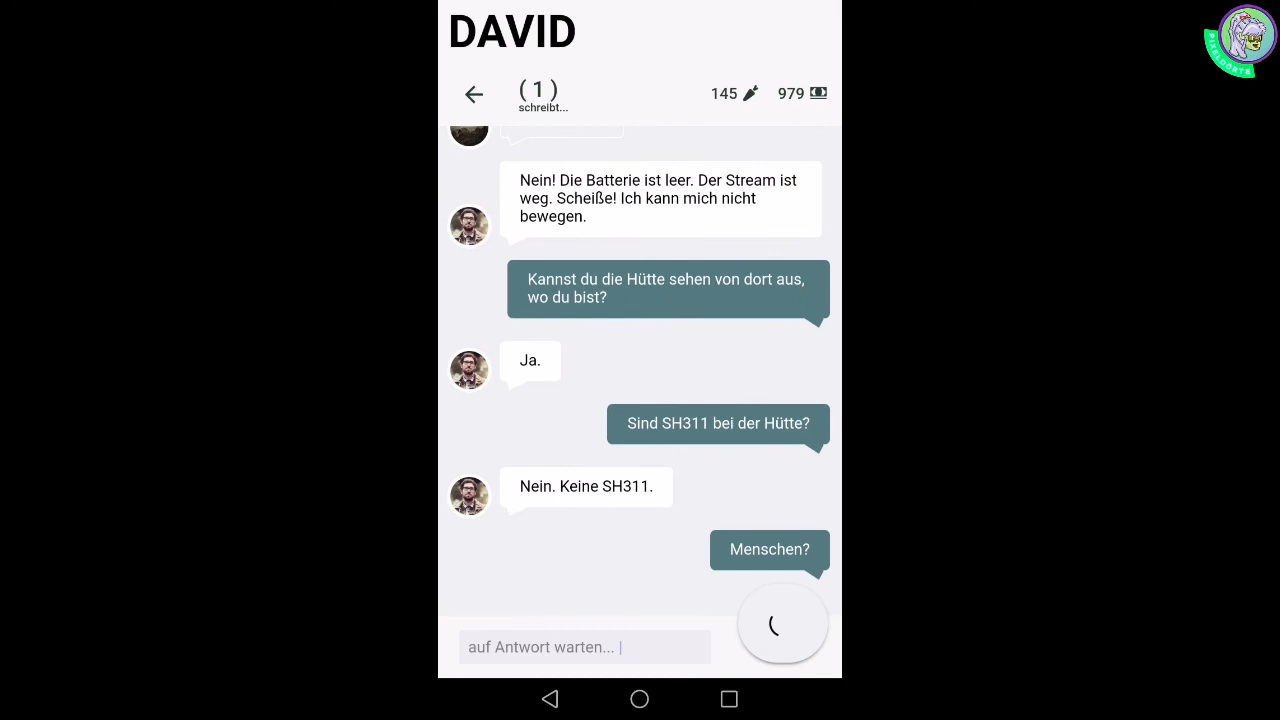 DAVID
PIXELDÖRTE
( 1 )
schreibt...
145
979
Nein! Die Batterie ist leer. Der Stream ist
weg. Scheiße! Ich kann mich nicht
bewegen.
Kannst du die Hütte sehen von dort aus,
wo du bist?
Ja.
Sind SH311 bei der Hütte?
Nein. Keine SH311.
Menschen?
auf Antwort warten...